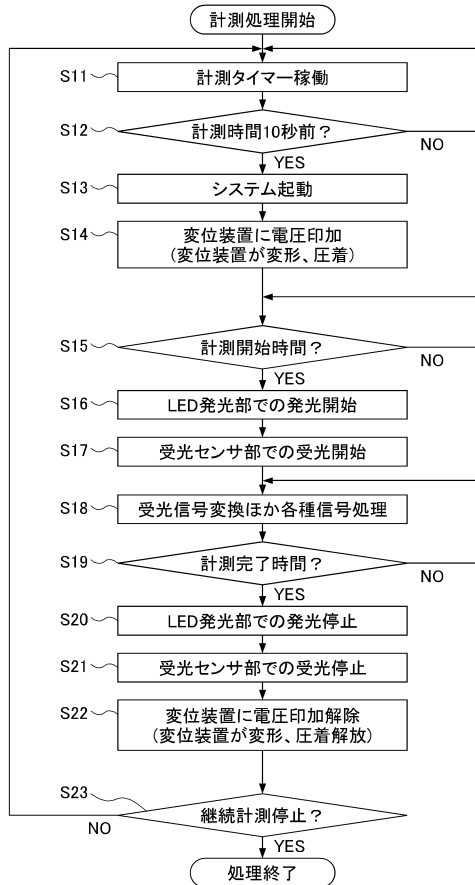 計測処理開始
S11
計測タイマー稼働
S12
計測時間10秒前？
NO
YES
S13
システム起動
S14
変位装置に電圧印加
(変位装置が変形、圧着)
S15
計測開始時間？
NO
YES
S16
LED発光部での発光開始
S17
受光センサ部での受光開始
S18
受光信号変換ほか各種信号処理
S19
計測完了時間？
NO
YES
S20
LED発光部での発光停止
S21
受光センサ部での受光停止
S22
変位装置に電圧印加解除
(変位装置が変形、圧着解放)
S23
継続計測停止？
NO
YES
処理終了